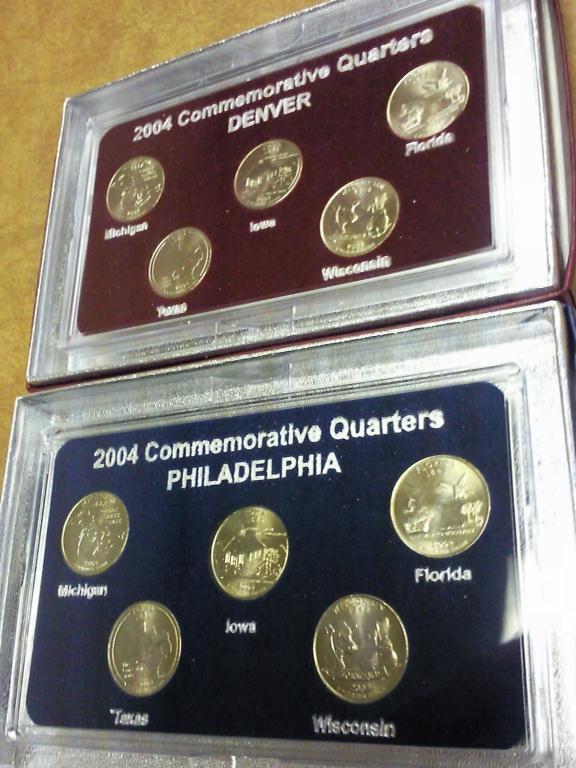 2004 Commemorative Quarters
DENVER
Michigan
Iowa
Florida
Texas
Wisconsin
2004 Commemorative Quarters
PHILADELPHIA
Michigan
Iowa
Florida
Texas
Wisconsin